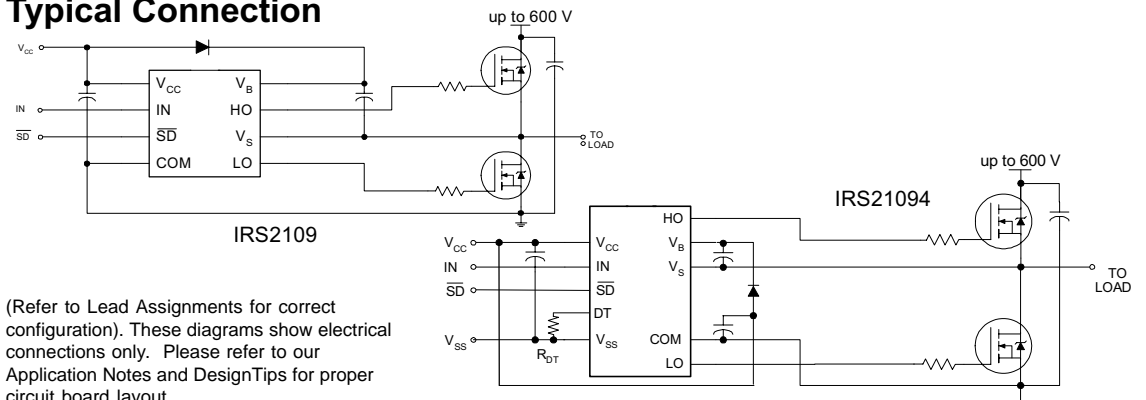 Typical Connection
up to 600 V
VCC
VCC
VB
IN
IN
HO
SD
SD
VS
TO
LOAD
COM
LO
IRS2109
up to 600 V
IRS21094
HO
VCC
VCC
VB
IN
IN
VS
TO
LOAD
SD
SD
DT
VSS
RDT
VSS
COM
LO
(Refer to Lead Assignments for correct
configuration). These diagrams show electrical
connections only. Please refer to our
Application Notes and DesignTips for proper
circuit board layout